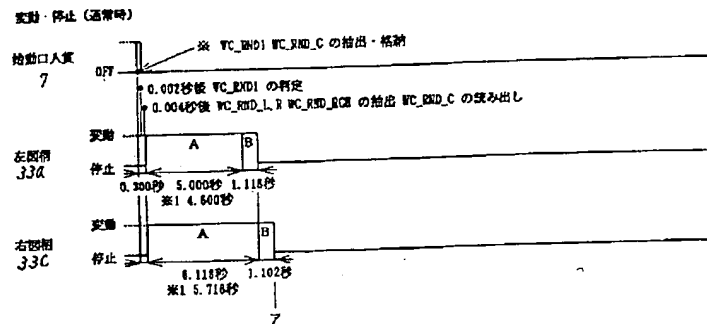 変動・停止(通常時)
※ WC_RND1 WC_RND_C の抽出・格納
始動口入賞
7
OFF
0.002秒後 WC_RND1 の判定
0.004秒後 WC_RND_L,R WC_RND_RCH の抽出 WC_RND_C の読み出し
変動
A
B
左図柄
33a
停止
0.300秒 5.000秒 1.118秒
※1 4.600秒
変動
A
B
右図柄
33C
停止
6.118秒 1.102秒
※1 5.718秒
ア